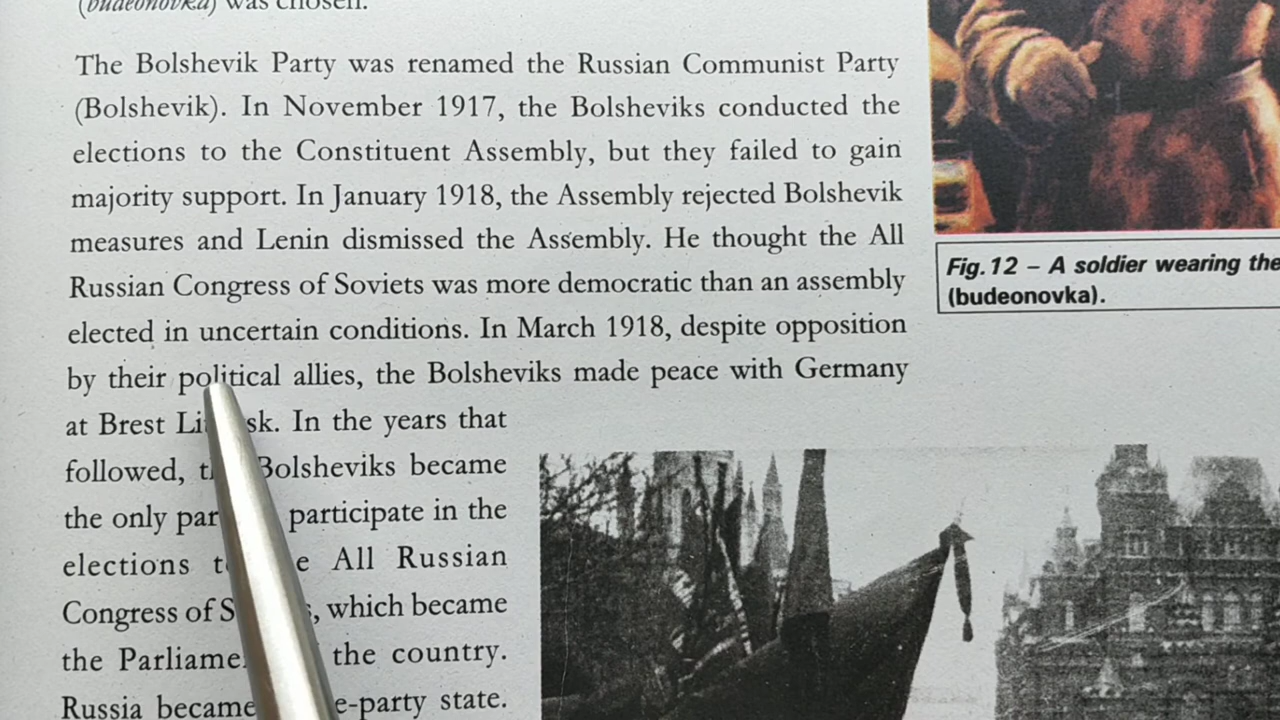 (budeonovka) was chosen.
The Bolshevik Party was renamed the Russian Communist Party
(Bolshevik). In November 1917, the Bolsheviks conducted the
elections to the Constituent Assembly, but they failed to gain
majority support. In January 1918, the Assembly rejected Bolshevik
measures and Lenin dismissed the Assembly. He thought the All
Russian Congress of Soviets was more democratic than an assembly
elected in uncertain conditions. In March 1918, despite opposition
by their political allies, the Bolsheviks made peace with Germany
at Brest sk. In the years that
followed, Bolsheviks became
the only participate in the
elections All Russian
Congress of which became
the the country.
Russia became e-party state.
Fig. 12 – A soldier wearing the
(budeonovka).